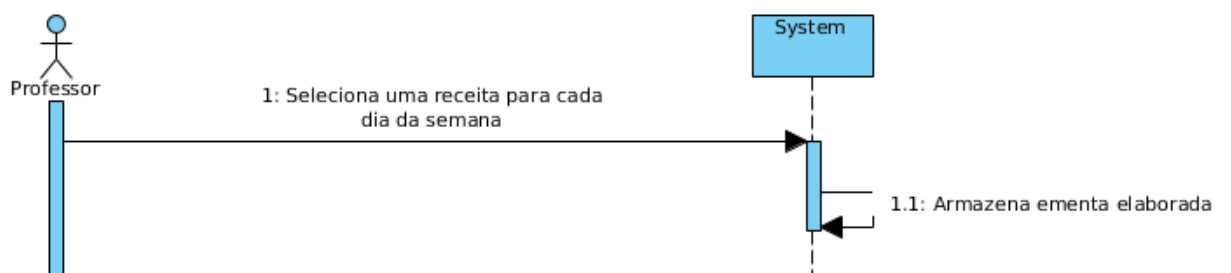 System
Professor
1: Seleciona uma receita para cada
dia da semana
1.1: Armazena ementa elaborada